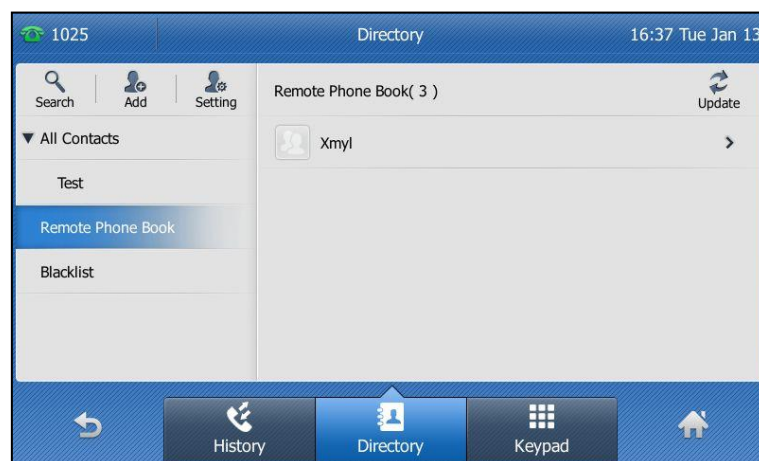 1025
Directory
16:37 Tue Jan 13
Search
Add
Setting
Remote Phone Book( 3 )
Update
All Contacts
Xmyl
Test
Remote Phone Book
Blacklist
History
Directory
Keypad